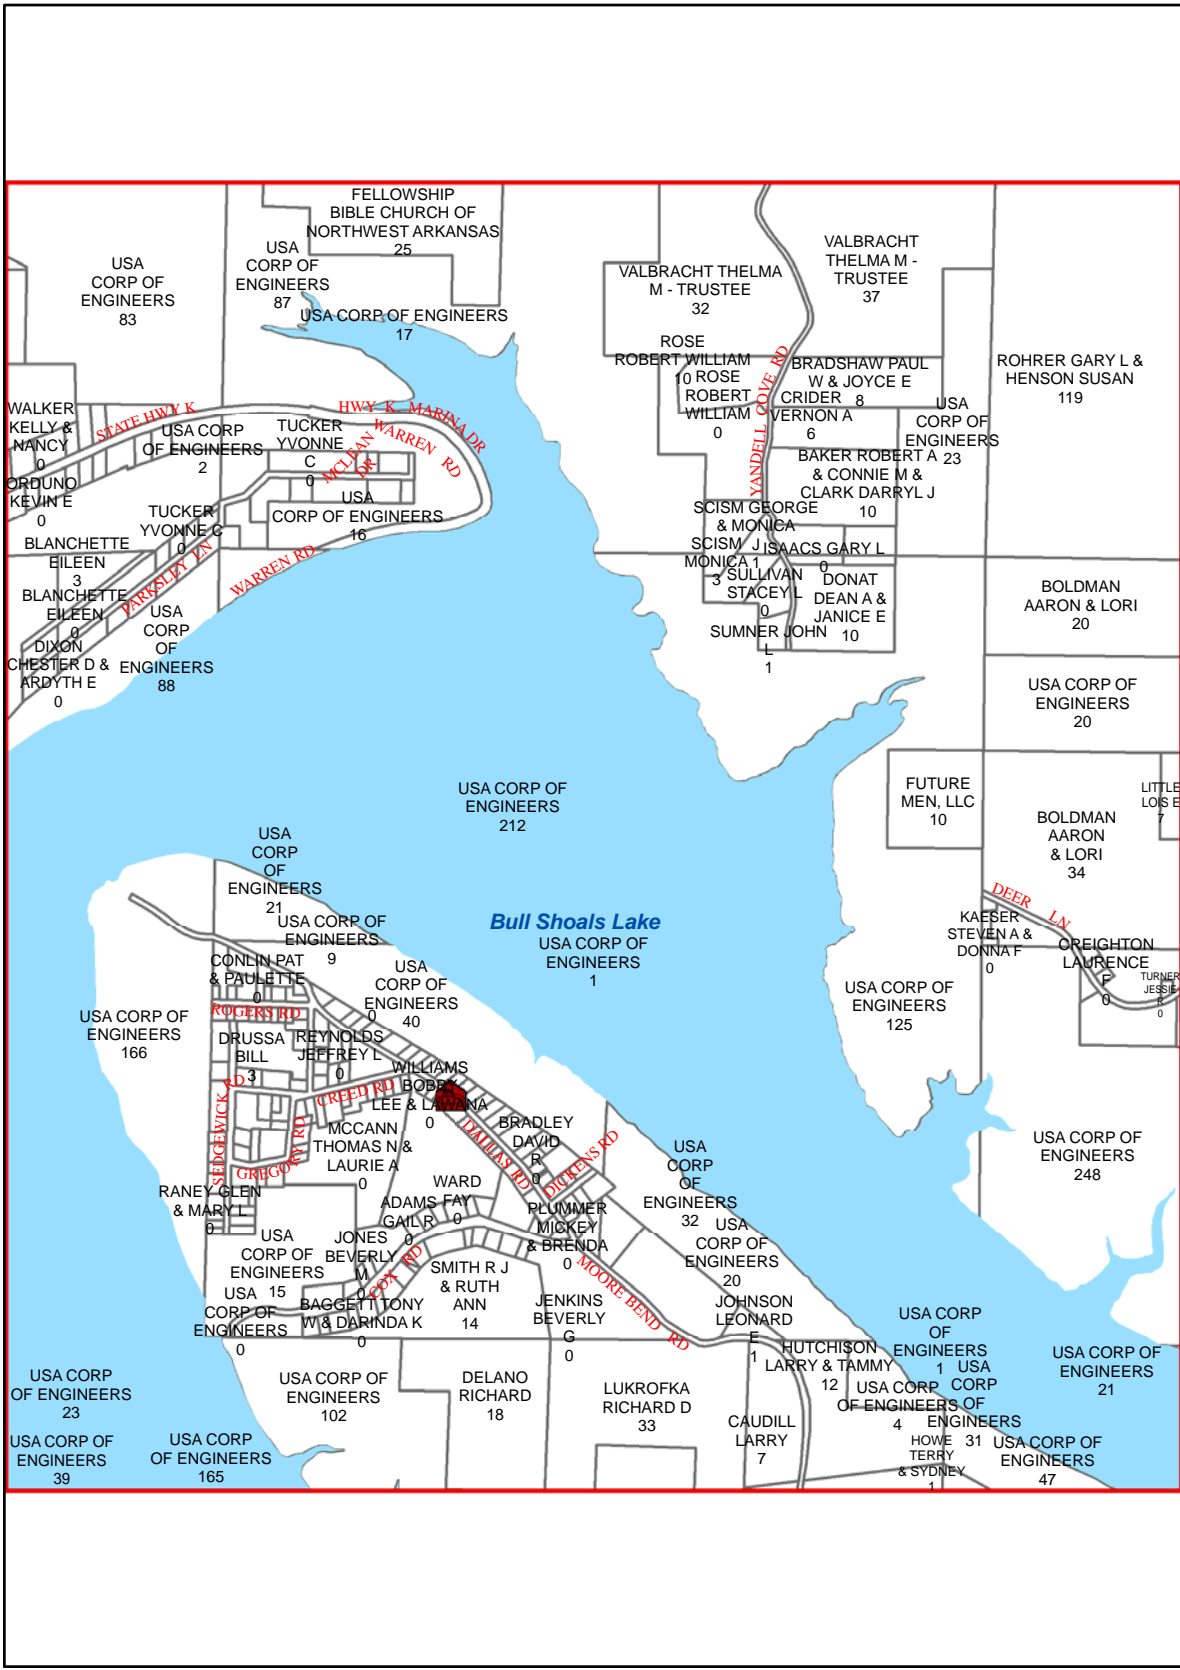 FELLOWSHIP
BIBLE CHURCH OF
NORTHWEST ARKANSAS
25
USA
CORP OF
ENGINEERS
83
USA
CORP OF
ENGINEERS
87
USA CORP OF ENGINEERS
17
VALBRACHT THELMA
M - TRUSTEE
32
VALBRACHT
THELMA M -
TRUSTEE
37
ROSE
ROBERT WILLIAM
10
ROSE
ROBERT
WILLIAM
0
YANDELL COVE RD
BRADSHAW PAUL
W & JOYCE E
8
CRIDER
VERNON A
6
USA
CORP OF
ENGINEERS
23
ROHRER GARY L &
HENSON SUSAN
119
BAKER ROBERT A
& CONNIE M &
CLARK DARRYL J
10
WALKER
KELLY &
NANCY
0
STATE HWY K
HWY K MARINA DR
USA CORP
OF ENGINEERS
2
TUCKER
YVONNE
C
0
MCLEAN DR
WARREN RD
ORDUNO
KEVIN E
0
USA
CORP OF ENGINEERS
16
TUCKER
YVONNE C
0
BLANCHETTE
EILEEN
3
PARKSLEY LN
WARREN RD
BLANCHETTE
EILEEN
0
USA
CORP
OF
ENGINEERS
88
DIXON
CHESTER D &
ARDYTH E
0
SCISM GEORGE
& MONICA
J
1
SCISM
MONICA
3
ISAACS GARY L
0
SULLIVAN
STACEY L
0
DONAT
DEAN A &
JANICE E
10
SUMNER JOHN
L
1
BOLDMAN
AARON & LORI
20
USA CORP OF
ENGINEERS
20
FUTURE
MEN, LLC
10
BOLDMAN
AARON
& LORI
34
LITTLE
LOIS E
7
USA CORP OF
ENGINEERS
212
USA
CORP
OF
ENGINEERS
21
Bull Shoals Lake
USA CORP OF
ENGINEERS
1
DEER LN
KAESER
STEVEN A &
DONNA F
0
CREIGHTON
LAURENCE
F
0
TURNER
JESSIE
R
0
USA CORP OF
ENGINEERS
125
USA CORP OF
ENGINEERS
9
CONLIN PAT
& PAULETTE
0
USA
CORP
OF
ENGINEERS
40
0
ROGERS RD
USA CORP OF
ENGINEERS
166
DRUSSA
BILL
3
REYNOLDS
JEFFREY L
0
WILLIAMS
BOBBY
LEE & LAWANA
0
SEDGEWICK RD
CREED RD
GREGORY RD
MCCANN
THOMAS N &
LAURIE A
0
DALLAS RD
BRADLEY
DAVID
R
0
DICKENS RD
USA
CORP
OF
ENGINEERS
32
USA CORP OF
ENGINEERS
248
RANEY GLEN
& MARY L
0
ADAMS
GAIL R
0
WARD
FAY
0
PLUMMER
MICKEY
& BRENDA
0
USA
CORP OF
ENGINEERS
20
USA
CORP OF
ENGINEERS
15
JONES
BEVERLY
M
0
COX RD
SMITH R J
& RUTH
ANN
14
MOORE BEND RD
USA
CORP OF
ENGINEERS
0
BAGGETT TONY
W & DARINDA K
0
JENKINS
BEVERLY
G
0
JOHNSON
LEONARD
E
1
HUTCHISON
LARRY & TAMMY
12
USA CORP
OF
ENGINEERS
1
USA CORP OF
ENGINEERS
21
USA CORP
OF ENGINEERS
23
USA CORP OF
ENGINEERS
102
DELANO
RICHARD
18
LUKROFKA
RICHARD D
33
CAUDILL
LARRY
7
USA CORP
OF ENGINEERS
4
USA
CORP
OF
ENGINEERS
31
HOWE
TERRY
& SYDNEY
1
USA CORP OF
ENGINEERS
47
USA CORP OF
ENGINEERS
39
USA CORP
OF ENGINEERS
165